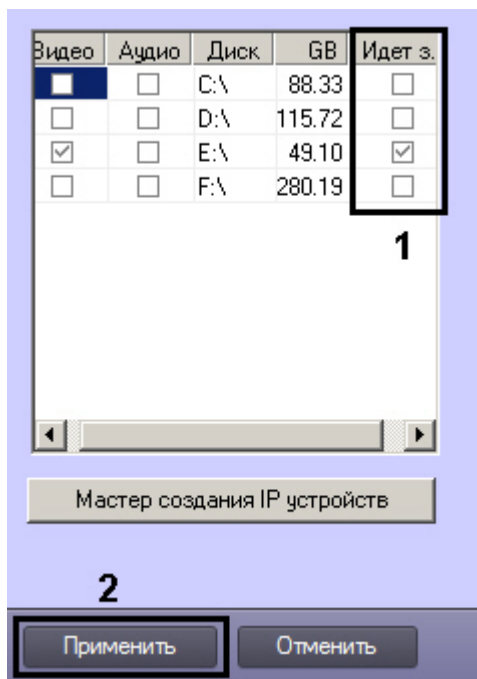 Видео Аудио Диск GB Идет з.
C:\ 88.33
D:\ 115.72
E:\ 49.10
F:\ 280.19
1
Мастер создания IP устройств
2
Применить Отменить